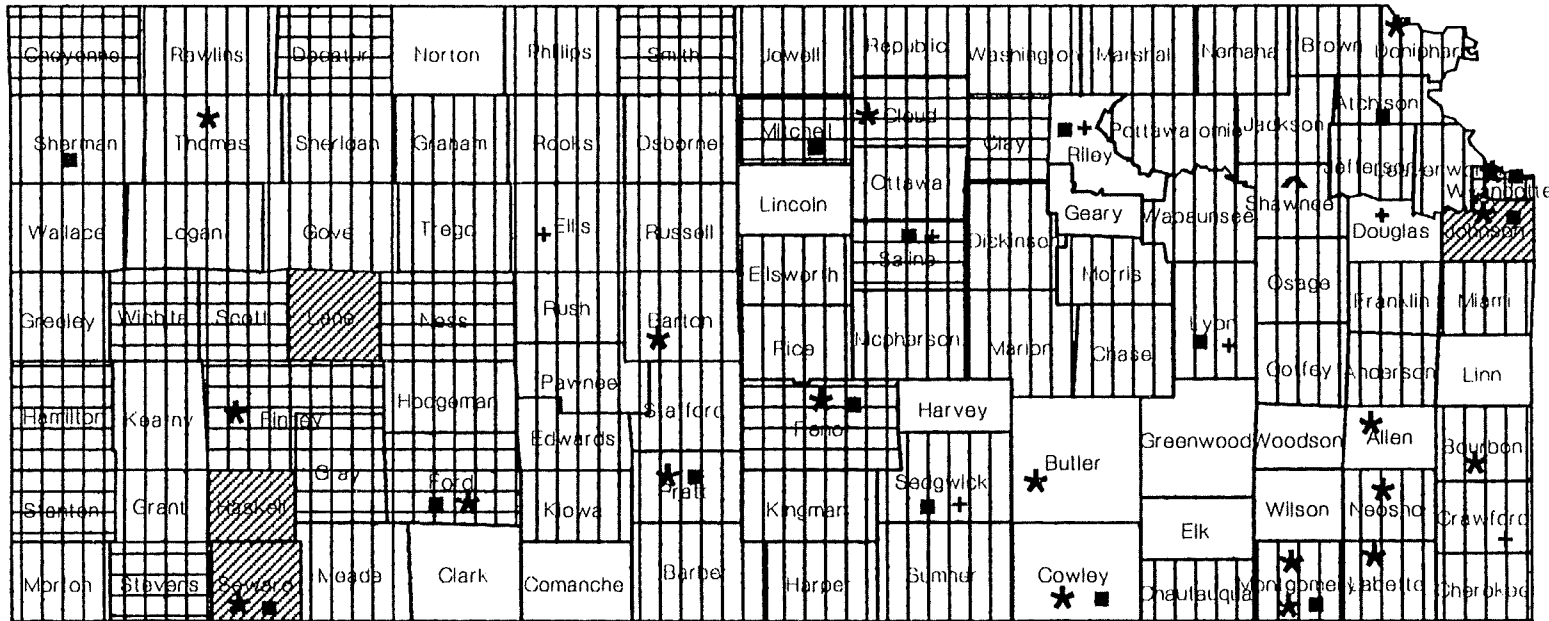 Cheyenne Rawlins Decatur Norton Phillips Smith Jewell Republic Washington Marshal Nemaha Brown Doniphan
Sherman Thomas Sheridan Graham Rooks Osborne Mitchell Cloud Clay Riley Pottawatomie Jackson Atchison
Jefferson Leavenworth Wyandotte
Wallace Logan Gove Trego Ellis Russell Lincoln Ottawa Saline Dickinson Geary Wabaunsee Shawnee Douglas Johnson
Greeley Wichita Scott Lane Ness Rush Barton Ellsworth Rice Mcpherson Marion Morris Chase Lyon Osage Franklin Miami
Hamilton Kearny Finney Hodgeman Pawnee Edwards Stafford Reno Harvey Butler Greenwood Coffey Anderson Linn
Woodson Allen Bourbon
Stanton Grant Haskell Gray Ford Kiowa Pratt Kingman Sedgwick Elk Wilson Neosho Crawford
Morton Stevens Seward Meade Clark Comanche Barber Harper Sumner Cowley Chautauqua Montgomery Labette Cherokee